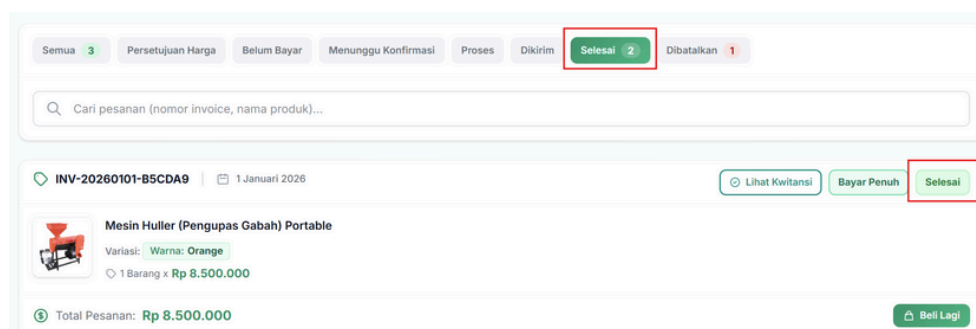 Semua 3 Persetujuan Harga Belum Bayar Menunggu Konfirmasi Proses Dikirim Selesai 2 Dibatalkan 1
Cari pesanan (nomor invoice, nama produk)...
INV-20260101-B5CDA9 1 Januari 2026 Lihat Kwitansi Bayar Penuh Selesai
Mesin Huller (Pengupas Gabah) Portable
Variasi: Warna: Orange
1 Barang x Rp 8.500.000
Total Pesanan: Rp 8.500.000 Beli Lagi